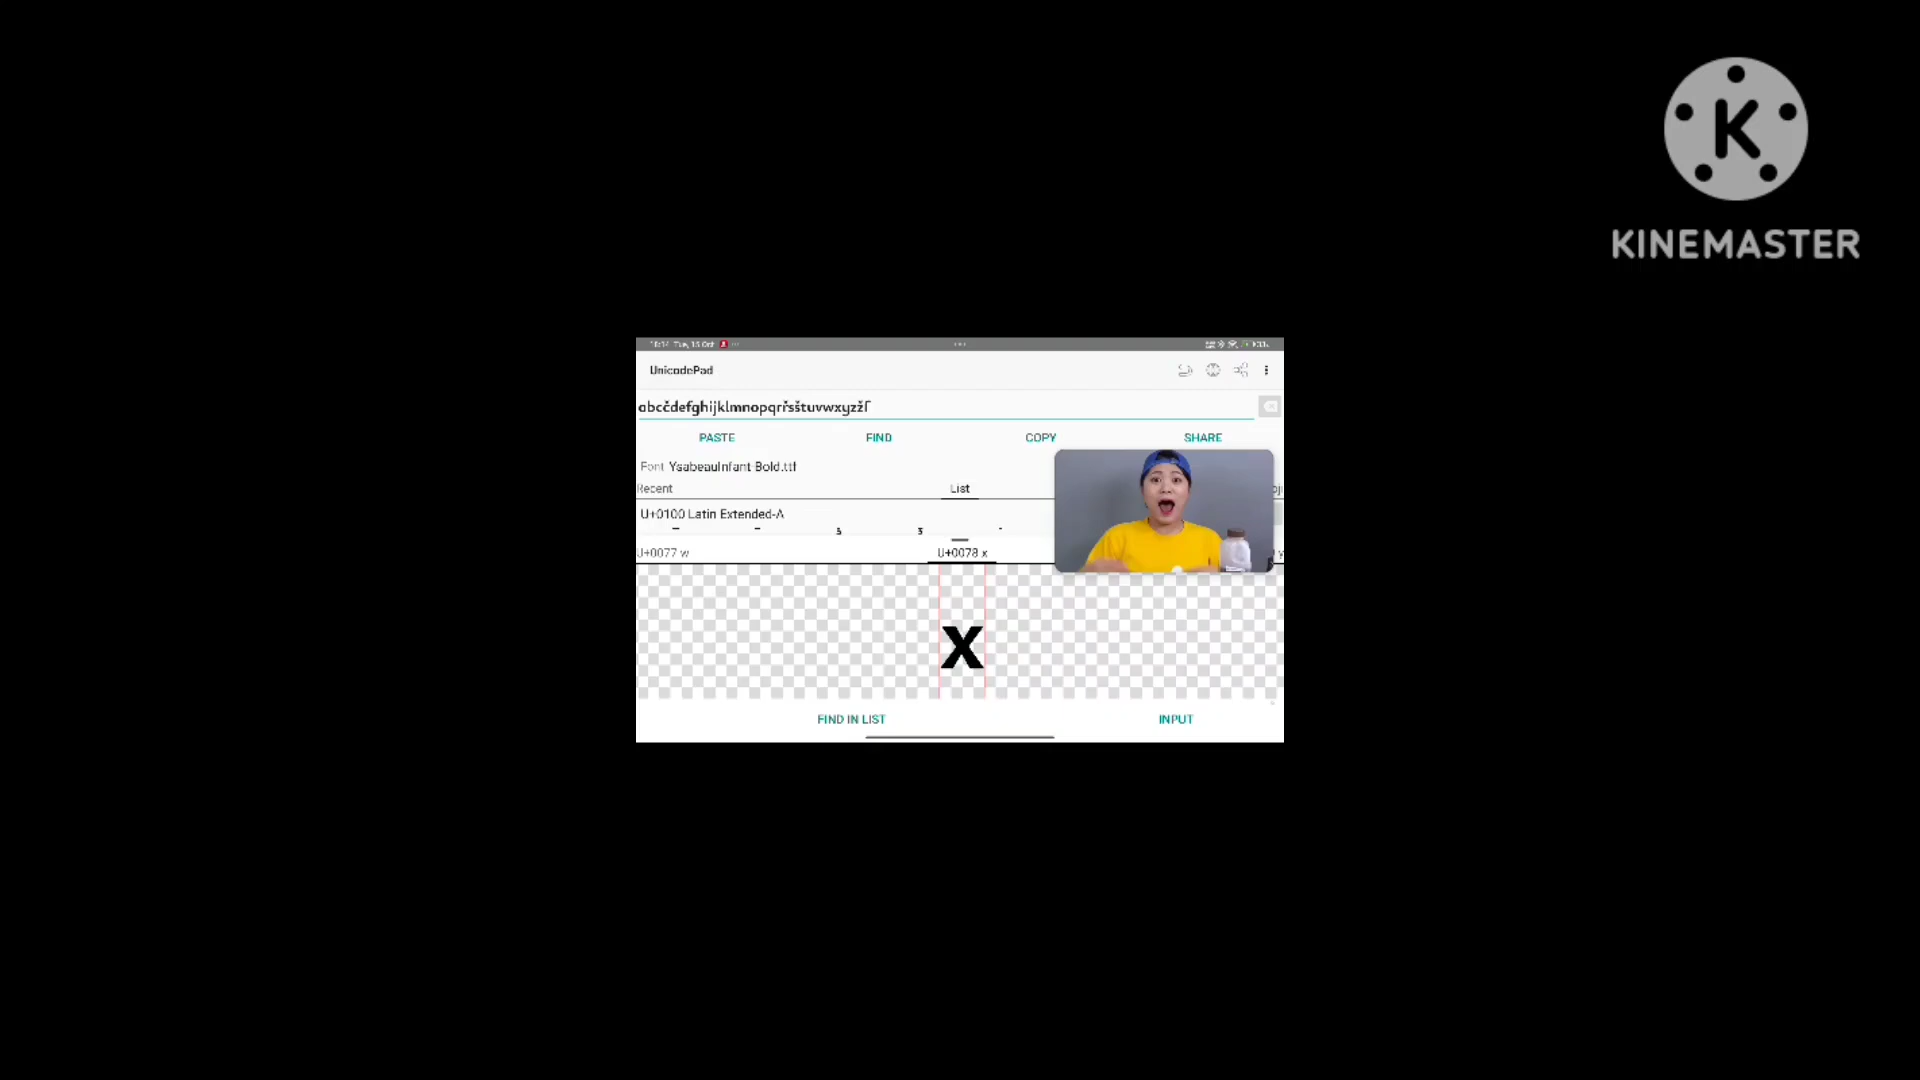 KINEMASTER
UnicodePad
abcčdefghijklmnopqrřsštuvwxyzžΓ
PASTE FIND COPY SHARE
Font YsabeauInfant-Bold.ttf
Recent List
U+0100 Latin Extended-A
U+0077 w U+0078 x
x
FIND IN LIST INPUT